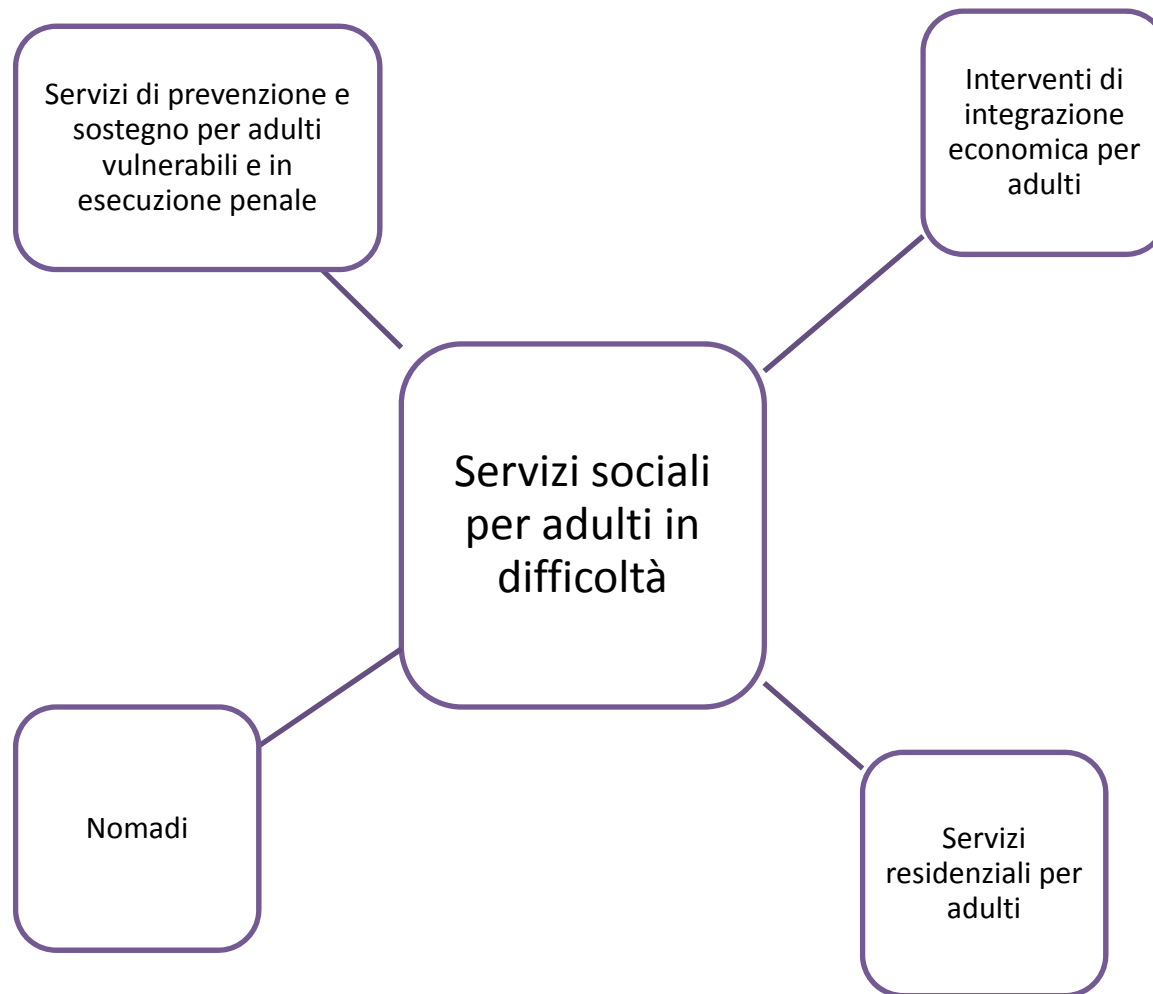 Servizi di prevenzione e
sostegno per adulti
vulnerabili e in
esecuzione penale
Interventi di
integrazione
economica per
adulti
Servizi sociali
per adulti in
difficoltà
Nomadi
Servizi
residenziali per
adulti